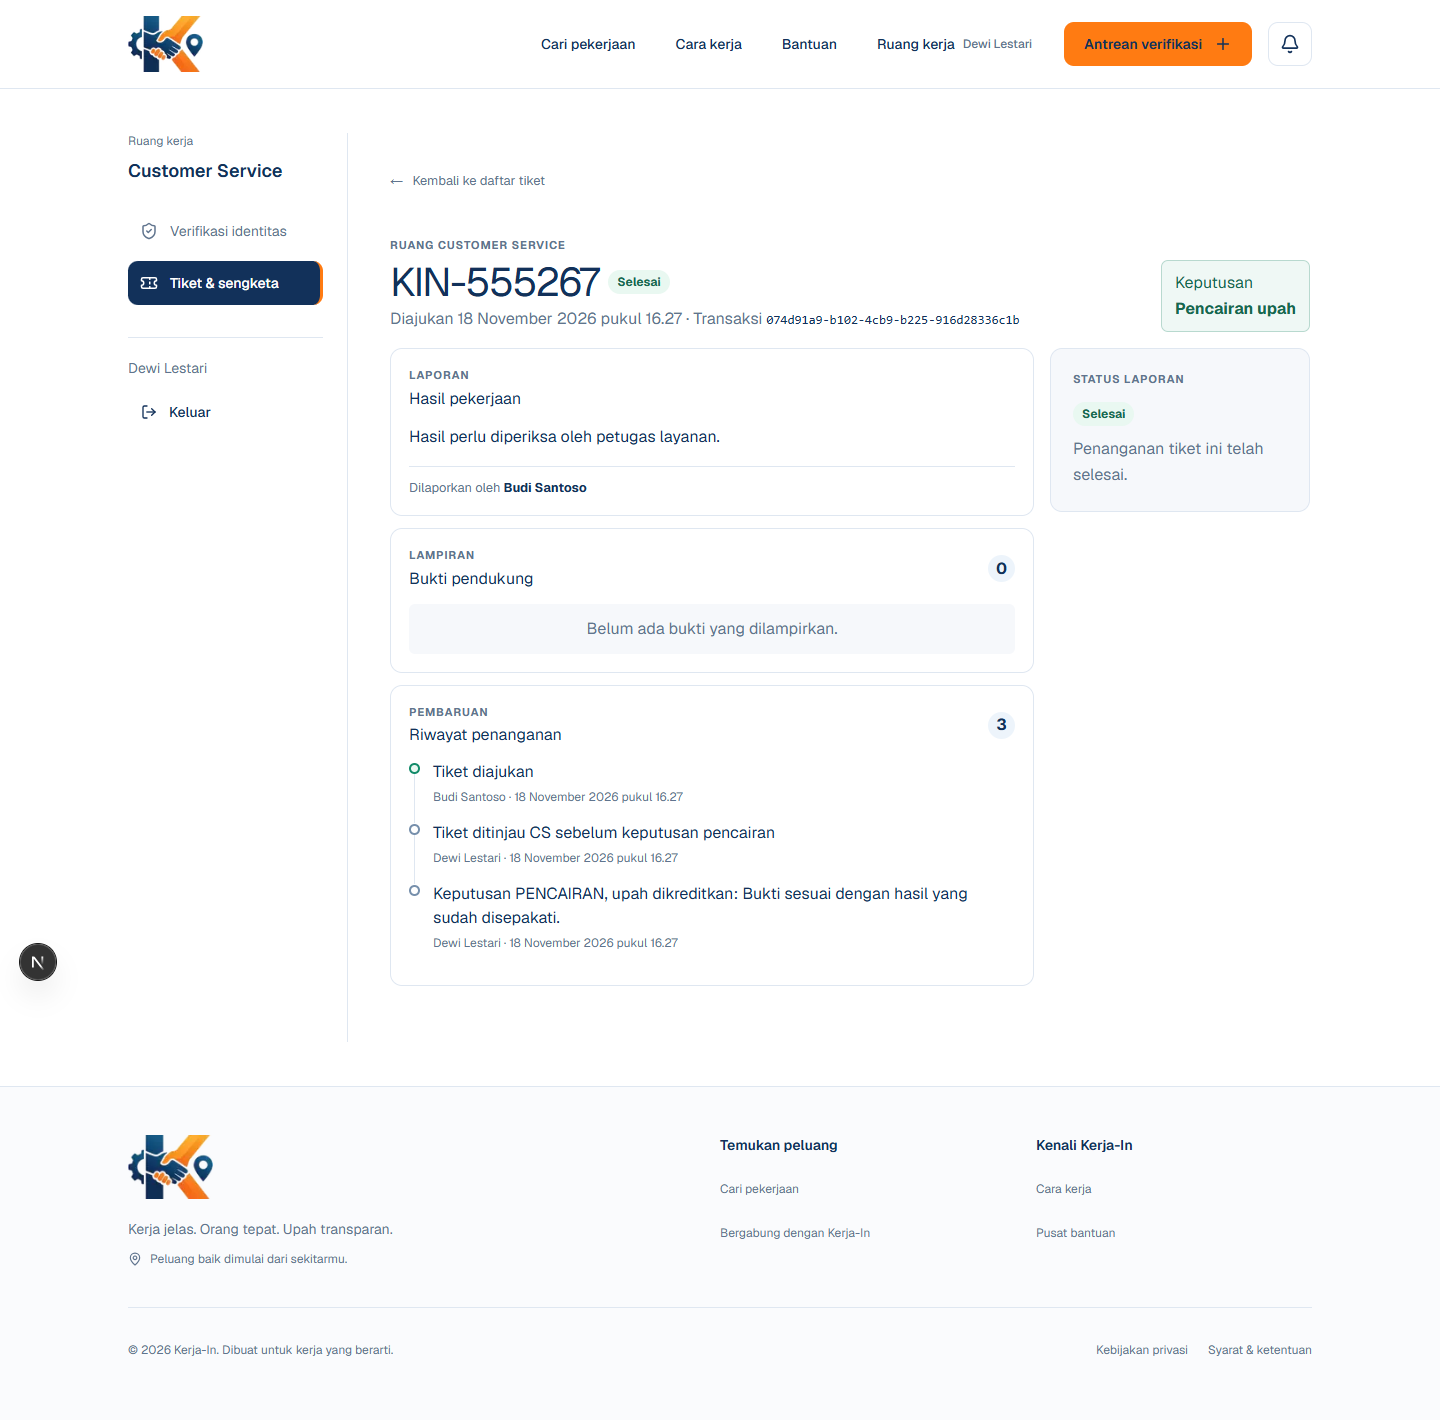 Cari pekerjaan
Cara kerja
Bantuan
Ruang kerja Dewi Lestari
Antrean verifikasi
Ruang kerja
Customer Service
Verifikasi identitas
Tiket & sengketa
Dewi Lestari
Keluar
← Kembali ke daftar tiket
RUANG CUSTOMER SERVICE
KIN-555267 Selesai
Diajukan 18 November 2026 pukul 16.27 · Transaksi 074d91a9-b102-4cb9-b225-916d28336c1b
Keputusan
Pencairan upah
LAPORAN
Hasil pekerjaan
Hasil perlu diperiksa oleh petugas layanan.
Dilaporkan oleh Budi Santoso
STATUS LAPORAN
Selesai
Penanganan tiket ini telah
selesai.
LAMPIRAN
Bukti pendukung
0
Belum ada bukti yang dilampirkan.
PEMBARUAN
Riwayat penanganan
3
Tiket diajukan
Budi Santoso · 18 November 2026 pukul 16.27
Tiket ditinjau CS sebelum keputusan pencairan
Dewi Lestari · 18 November 2026 pukul 16.27
Keputusan PENCAIRAN, upah dikreditkan: Bukti sesuai dengan hasil yang
sudah disepakati.
Dewi Lestari · 18 November 2026 pukul 16.27
N
Kerja jelas. Orang tepat. Upah transparan.
Peluang baik dimulai dari sekitarmu.
Temukan peluang
Cari pekerjaan
Bergabung dengan Kerja-In
Kenali Kerja-In
Cara kerja
Pusat bantuan
© 2026 Kerja-In. Dibuat untuk kerja yang berarti.
Kebijakan privasi
Syarat & ketentuan